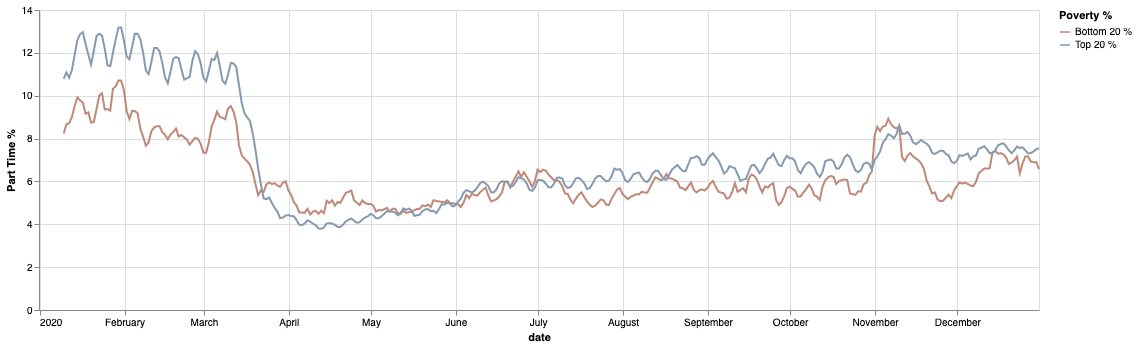 14
12
10
8
6
4
2
0
Part Time %
2020 February March April May June July August September October November December
date
Poverty %
Bottom 20 %
Top 20 %